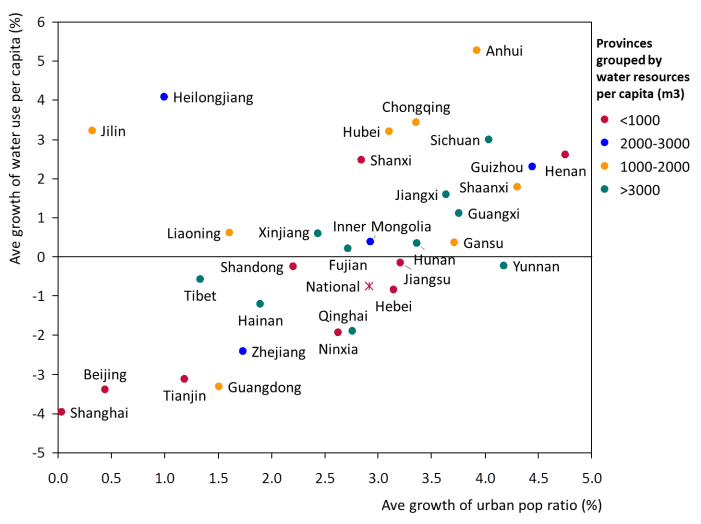 6
5
4
3
2
1
0
-1
-2
-3
-4
-5
Ave growth of water use per capita (%)
Anhui
Heilongjiang
Chongqing
Jilin
Hubei
Sichuan
Shanxi
Guizhou
Henan
Shaanxi
Jiangxi
Guangxi
Liaoning
Xinjiang
Inner Mongolia
Gansu
Hunan
Shandong
Fujian
Yunnan
Jiangsu
National
Tibet
Hebei
Hainan
Qinghai
Ninxia
Zhejiang
Beijing
Tianjin
Guangdong
Shanghai
0.0 0.5 1.0 1.5 2.0 2.5 3.0 3.5 4.0 4.5 5.0
Ave growth of urban pop ratio (%)
Provinces
grouped by
water resources
per capita (m3)
<1000
2000-3000
1000-2000
>3000